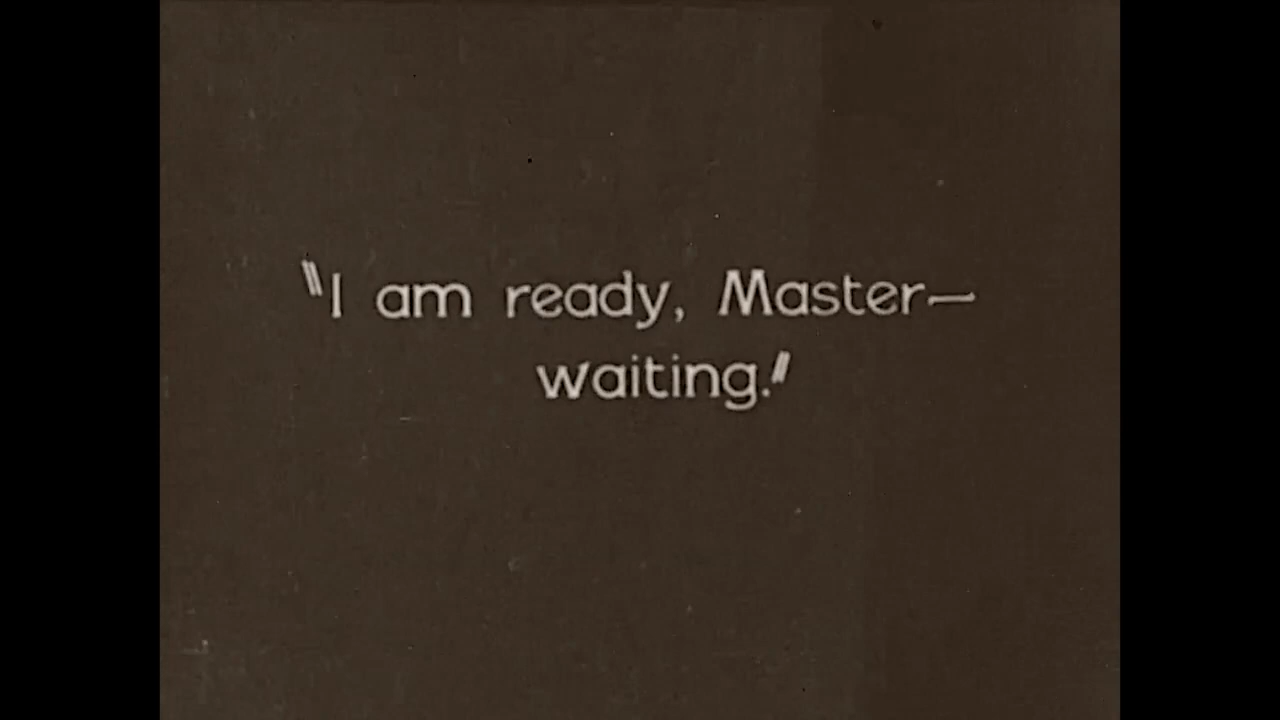 "I am ready, Master—
waiting."